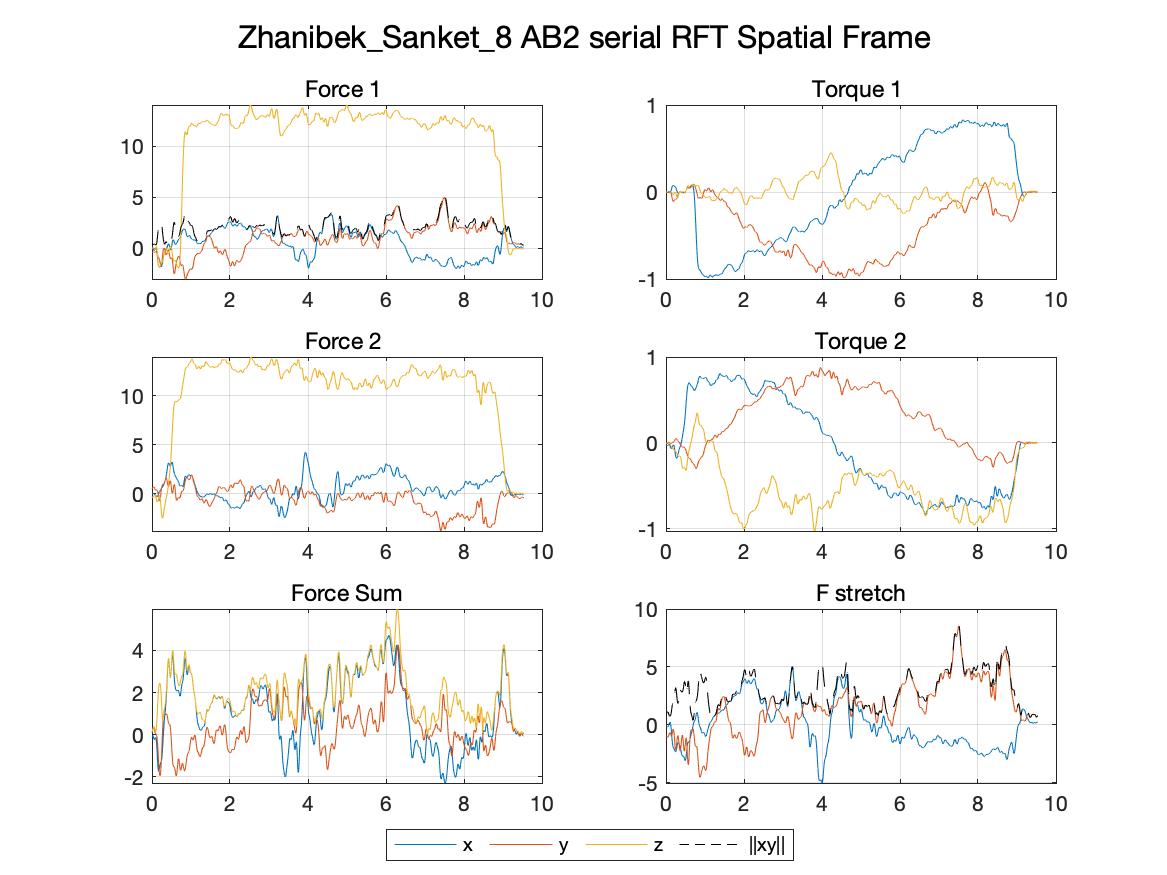 Zhanibek_Sanket_8 AB2 serial RFT Spatial Frame
Force 1
10
5
0
0 2 4 6 8 10
Torque 1
1
0
-1
0 2 4 6 8 10
Force 2
10
5
0
0 2 4 6 8 10
Torque 2
1
0
-1
0 2 4 6 8 10
Force Sum
4
2
0
-2
0 2 4 6 8 10
F stretch
10
5
0
-5
0 2 4 6 8 10
x y z ||xy||